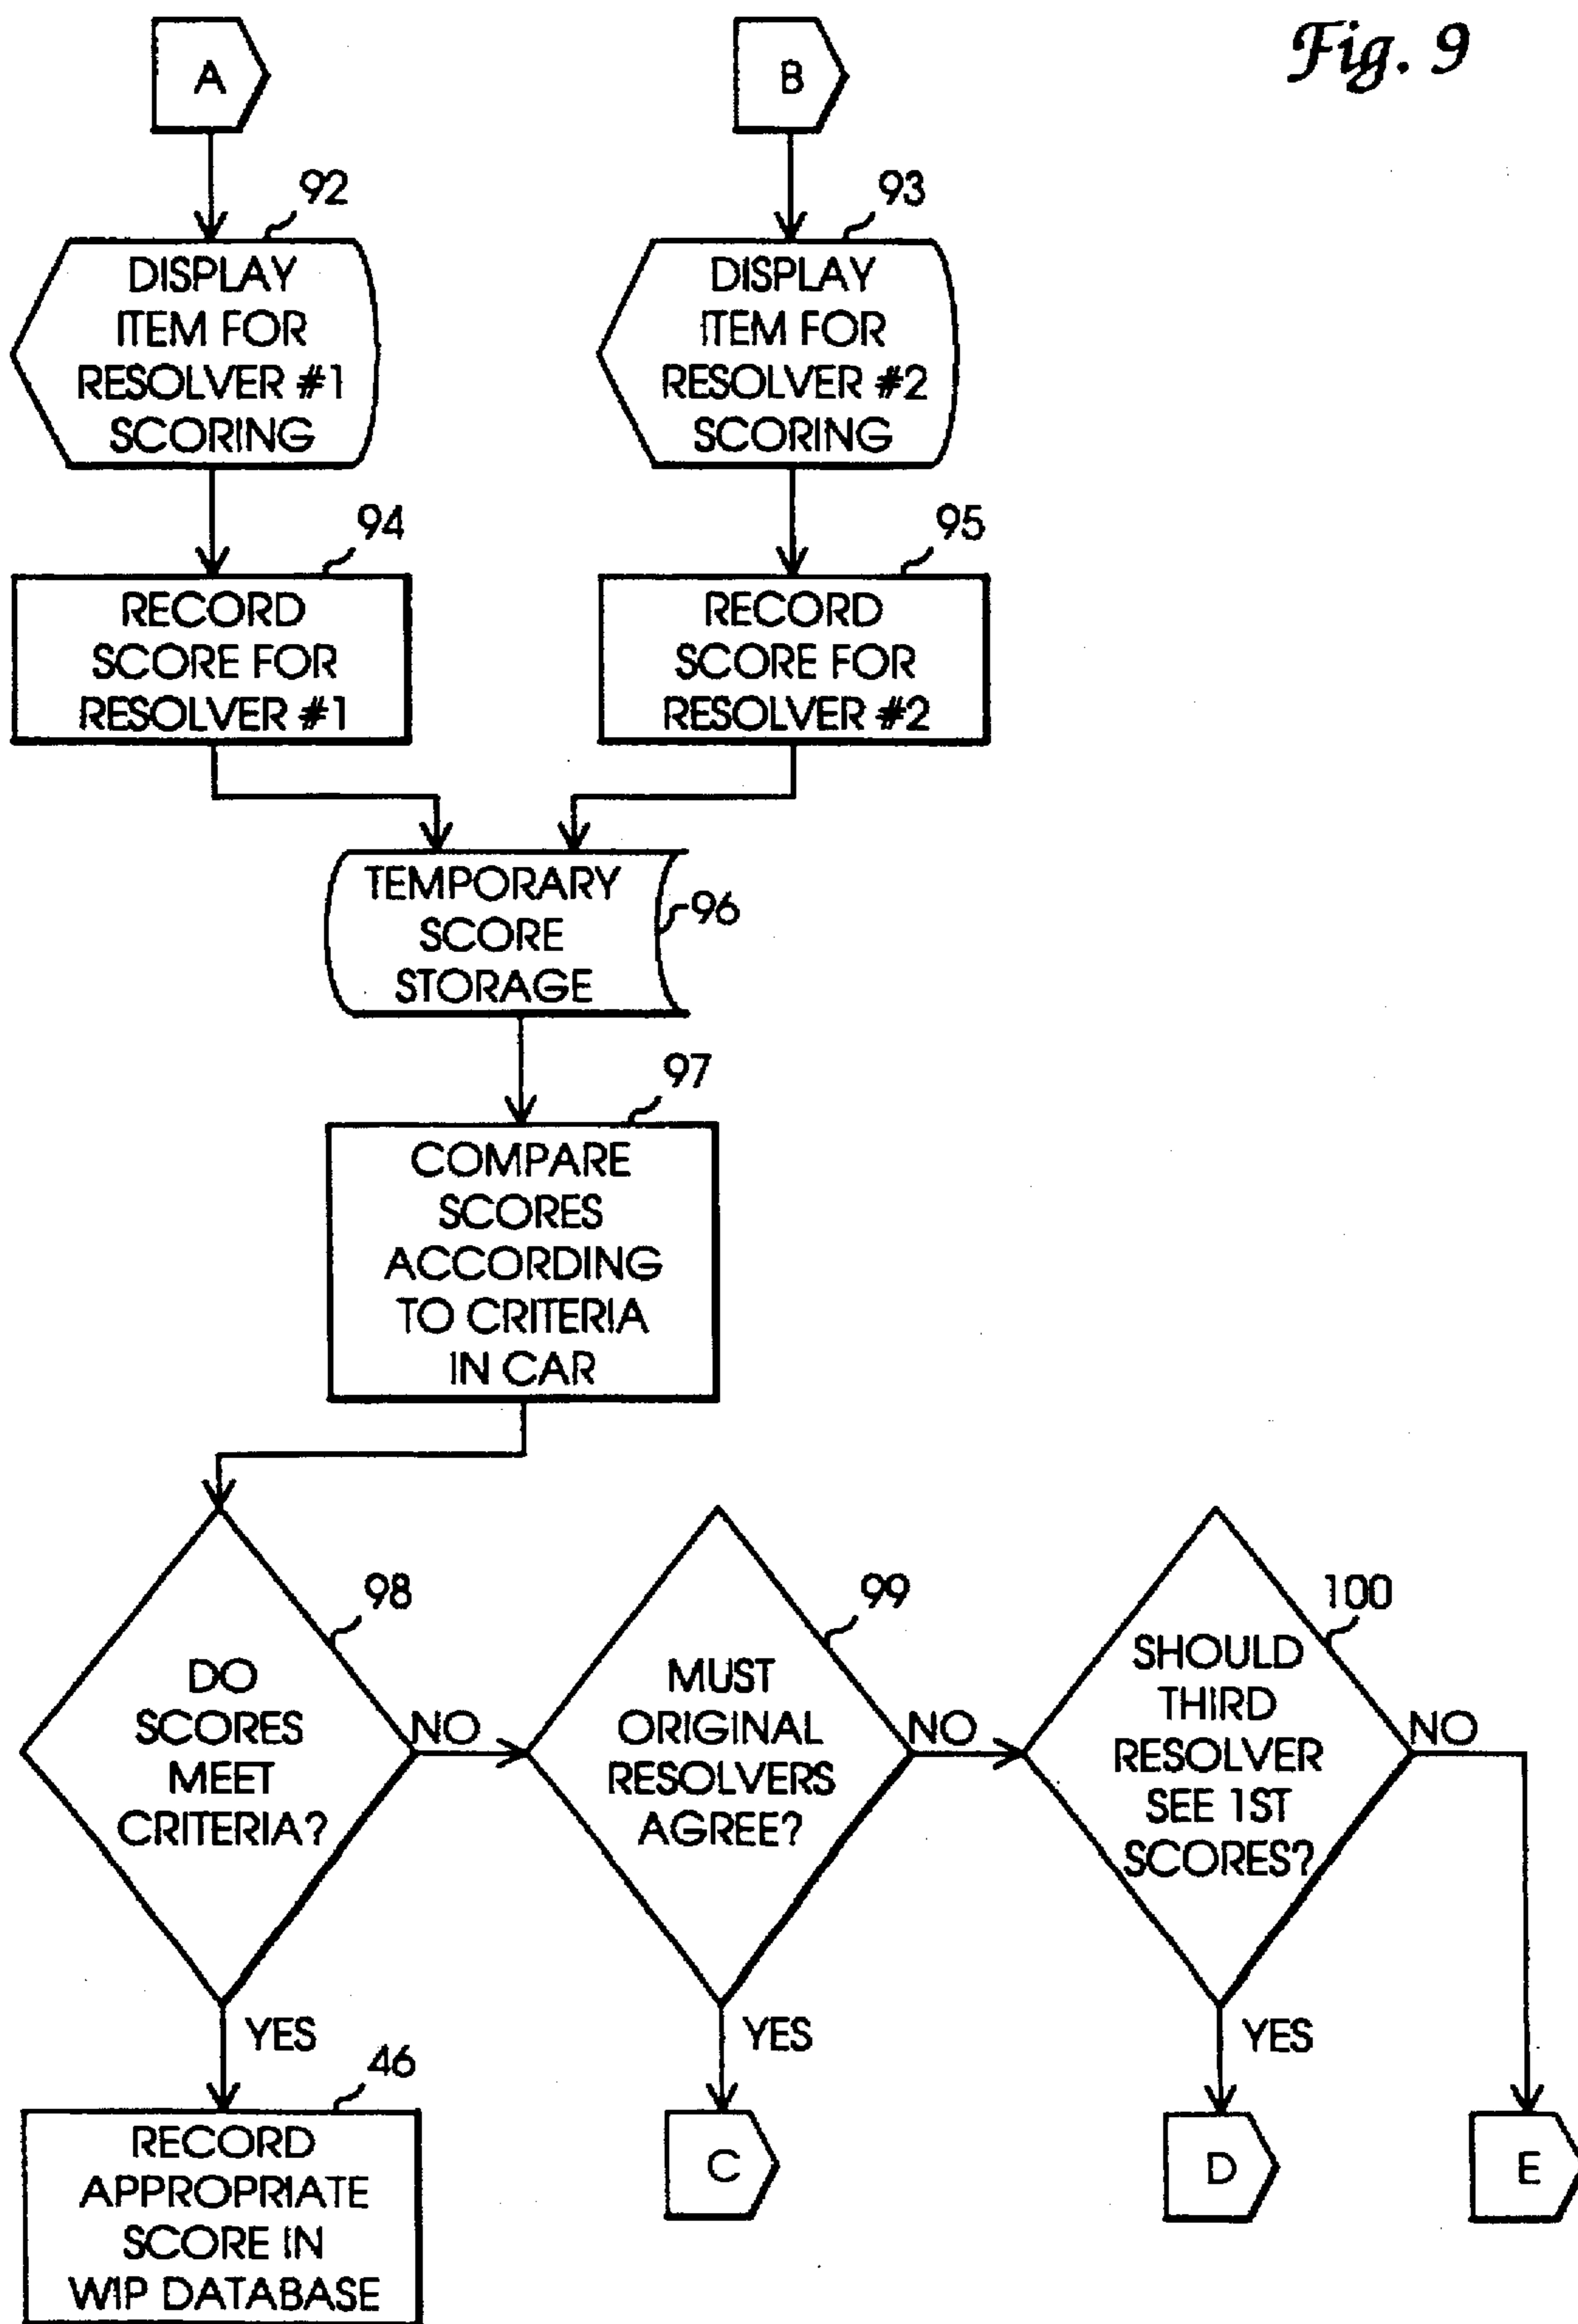 Fig. 9
A
B
92
93
DISPLAY
ITEM FOR
RESOLVER #1
SCORING
DISPLAY
ITEM FOR
RESOLVER #2
SCORING
94
95
RECORD
SCORE FOR
RESOLVER #1
RECORD
SCORE FOR
RESOLVER #2
TEMPORARY
SCORE
STORAGE
96
97
COMPARE
SCORES
ACCORDING
TO CRITERIA
IN CAR
98
DO
SCORES
MEET
CRITERIA?
NO
YES
99
MUST
ORIGINAL
RESOLVERS
AGREE?
NO
YES
100
SHOULD
THIRD
RESOLVER
SEE 1ST
SCORES?
NO
YES
46
RECORD
APPROPRIATE
SCORE IN
WIP DATABASE
C
D
E